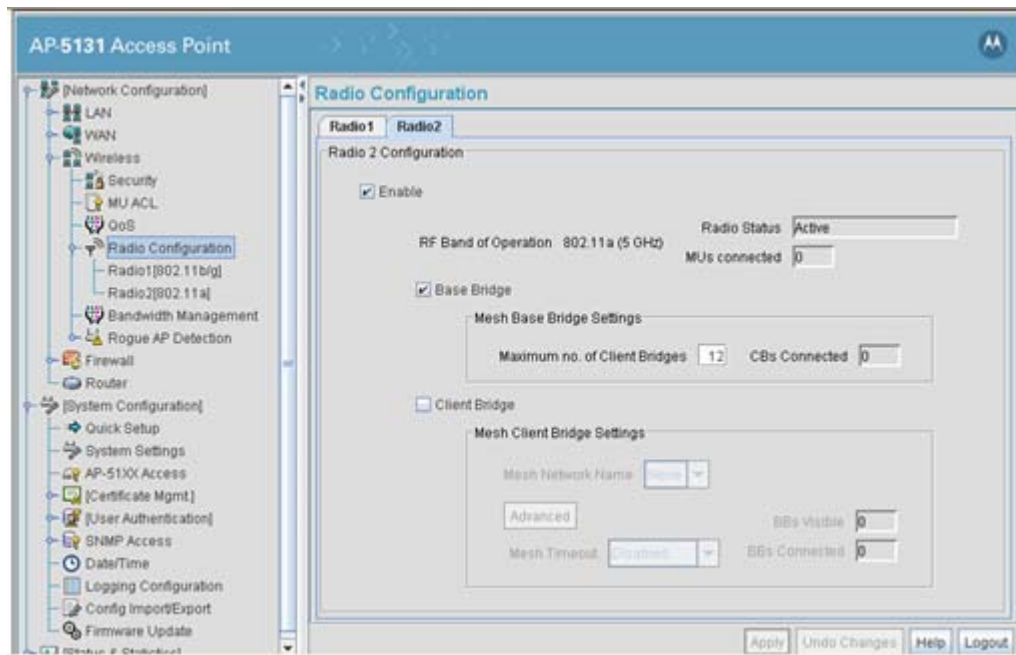 AP-5131 Access Point
[Network Configuration]
LAN
WAN
Wireless
Security
MU ACL
QoS
Radio Configuration
Radio1[802.11b/g]
Radio2[802.11a]
Bandwidth Management
Rogue AP Detection
Firewall
Router
[System Configuration]
Quick Setup
System Settings
AP-51XX Access
[Certificate Mgmt.]
[User Authentication]
SNMP Access
Date/Time
Logging Configuration
Config Import/Export
Firmware Update
[Status & Statistics]
Radio Configuration
Radio1 Radio2
Radio 2 Configuration
Enable
RF Band of Operation 802.11a (5 GHz)
Radio Status Active
MUs connected 0
Base Bridge
Mesh Base Bridge Settings
Maximum no. of Client Bridges 12 CBs Connected 0
Client Bridge
Mesh Client Bridge Settings
Mesh Network Name None
Advanced
BBs Visible 0
Mesh Timeout Disabled BBs Connected 0
Apply Undo Changes Help Logout